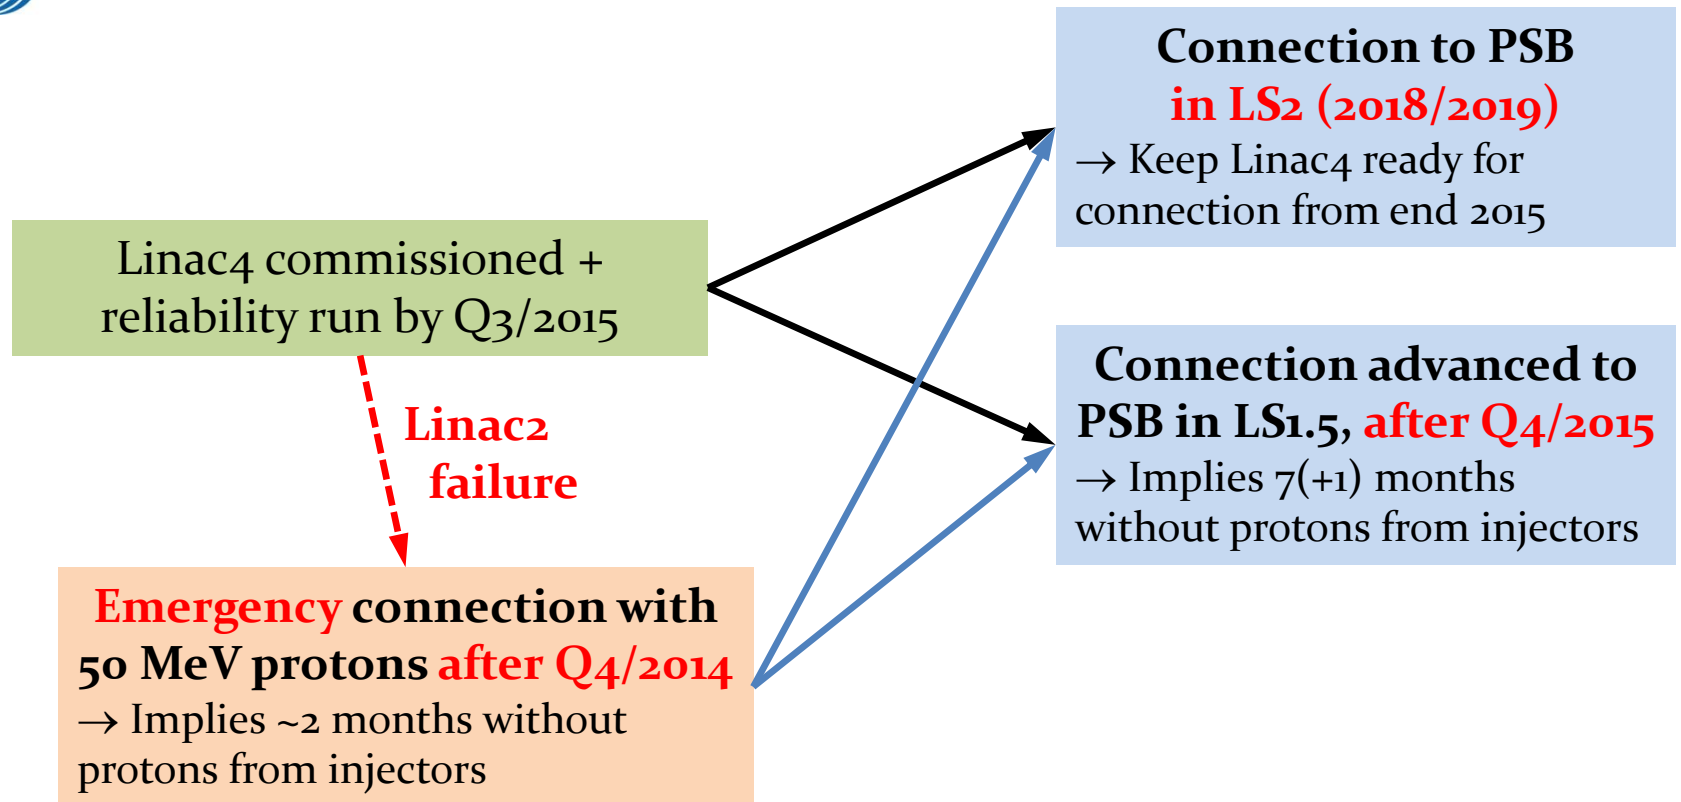 Connection to PSB
in LS2 (2018/2019)
→ Keep Linac4 ready for
connection from end 2015
Linac4 commissioned +
reliability run by Q3/2015
Connection advanced to
PSB in LS1.5, after Q4/2015
→ Implies 7(+1) months
without protons from injectors
Linac2
failure
Emergency connection with
50 MeV protons after Q4/2014
→ Implies ~2 months without
protons from injectors